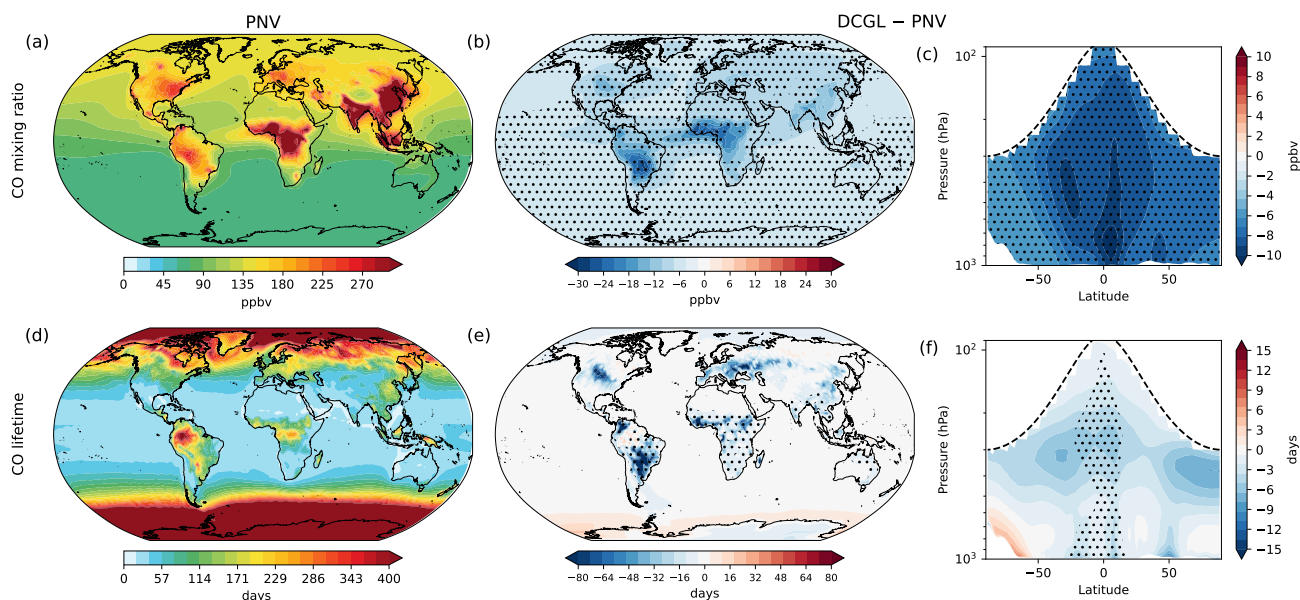 PNV
DCGL − PNV
(a)
(b)
(c)
CO mixing ratio
0 45 90 135 180 225 270
ppbv
−30 −24 −18 −12 −6 0 6 12 18 24 30
ppbv
Pressure (hPa)
10²
10³
−50 0 50
Latitude
10
8
6
4
2
0
−2
−4
−6
−8
−10
ppbv
(d)
(e)
(f)
CO lifetime
0 57 114 171 229 286 343 400
days
−80 −64 −48 −32 −16 0 16 32 48 64 80
days
Pressure (hPa)
10²
10³
−50 0 50
Latitude
15
12
9
6
3
0
−3
−6
−9
−12
−15
days